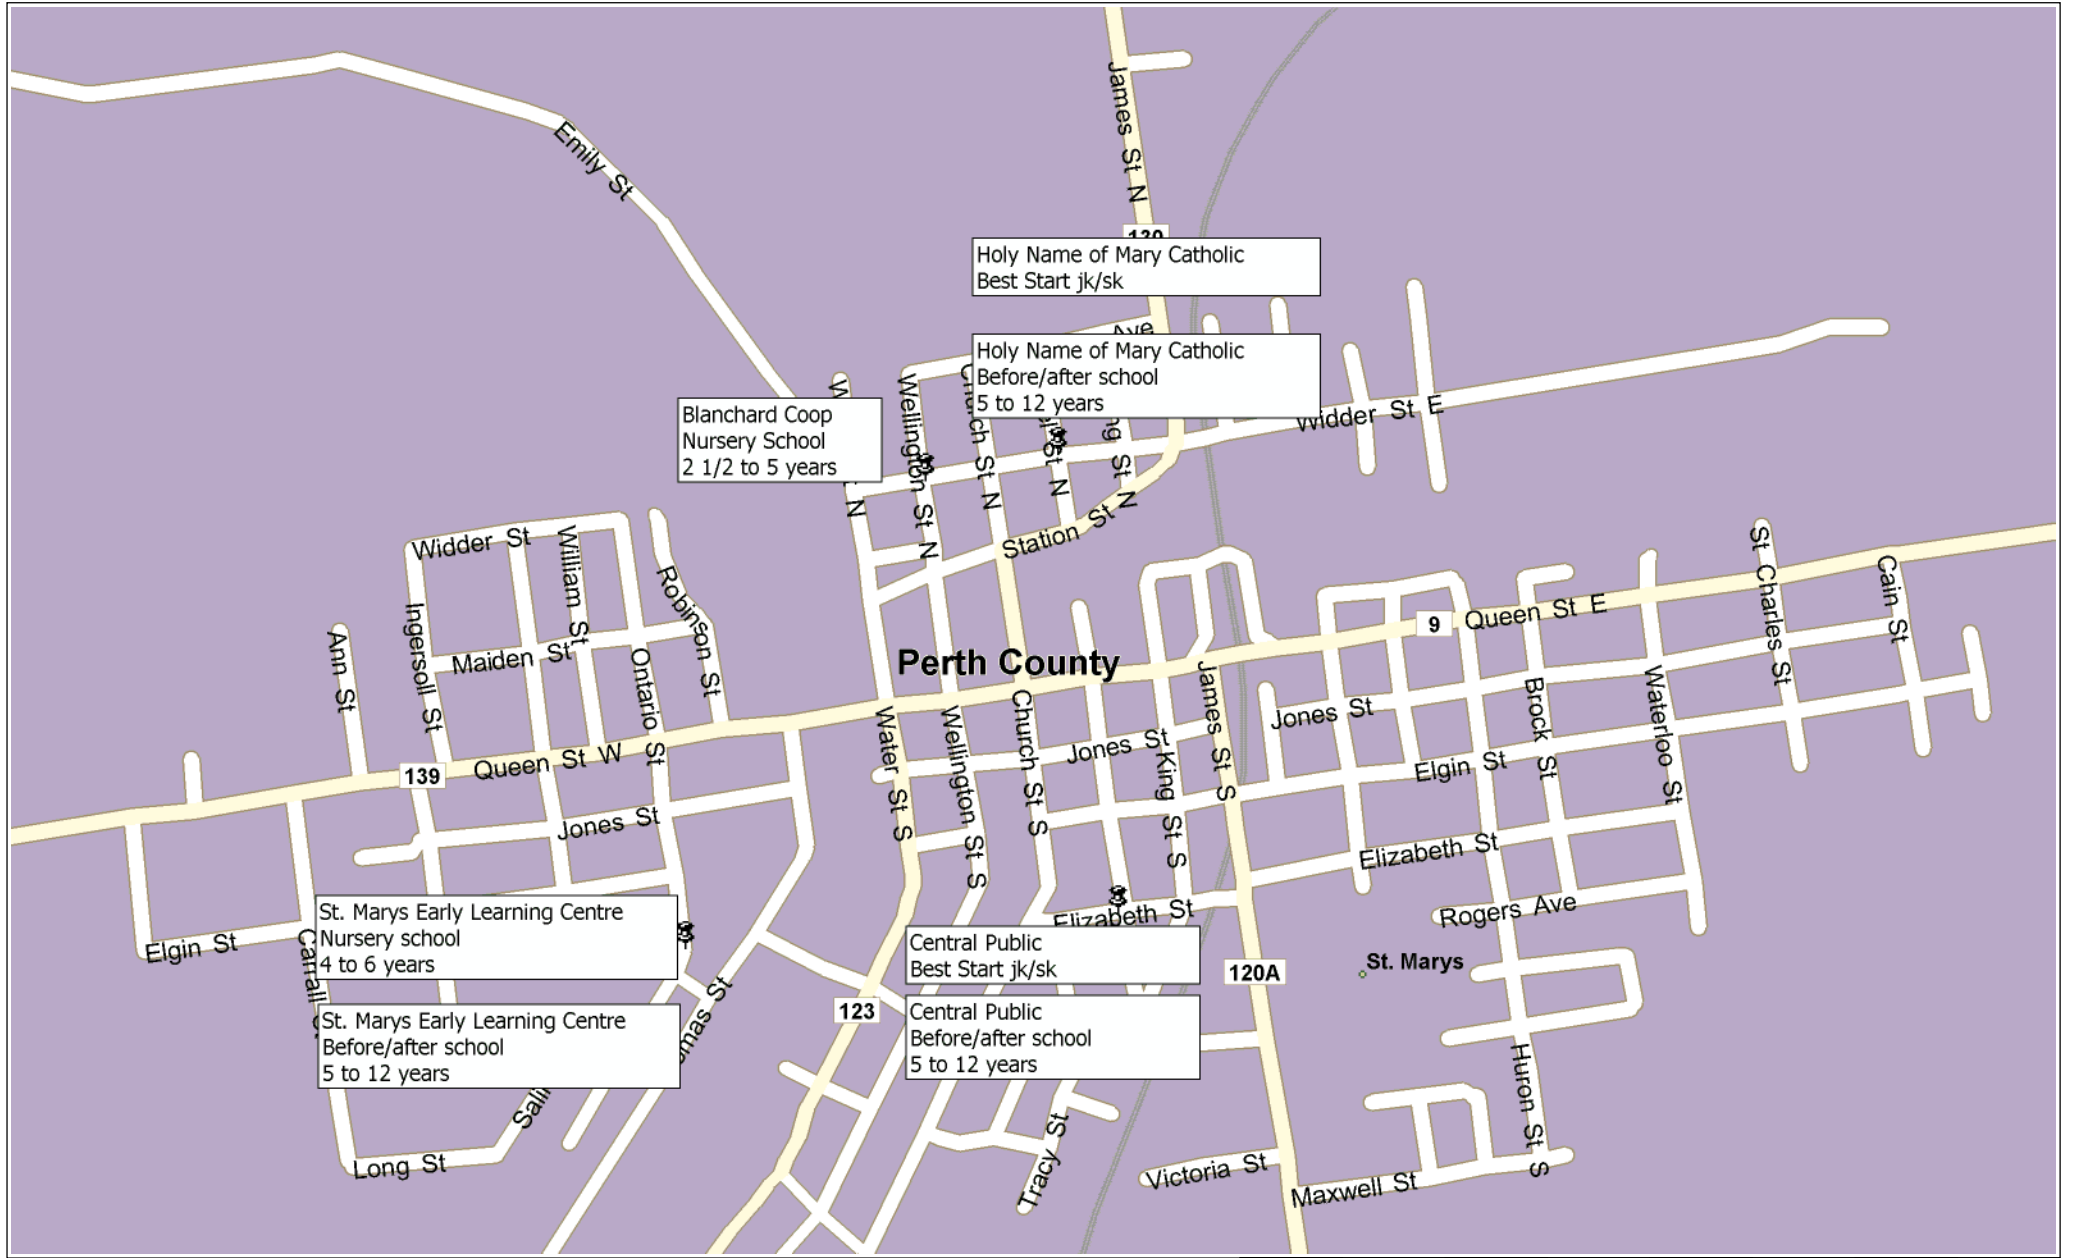 James St N
Emily St
Holy Name of Mary Catholic
Best Start jk/sk
Ave
Holy Name of Mary Catholic
Before/after school
5 to 12 years
Blanchard Coop
Nursery School
2 1/2 to 5 years
N
Wellington St N
St N
St N
St N
Widder St E
Station St
Widder St
William St
Robinson St
Ingersoll St
Ann St
Maiden St
Ontario St
Perth County
9
Queen St E
St Charles St
Cain St
139
Queen St W
Jones St
Water St S
Wellington St S
Church St S
Jones St
King St S
James St S
Jones St
Brock St
Waterloo St
Elgin St
Elizabeth St
Rogers Ave
Elizabeth St
St. Marys Early Learning Centre
Nursery school
4 to 6 years
Elgin St
St. Marys Early Learning Centre
Before/after school
5 to 12 years
Central Public
Best Start jk/sk
Central Public
Before/after school
5 to 12 years
123
120A
St. Marys
St
Huron St S
Long St
Tracy St
Victoria St
Maxwell St